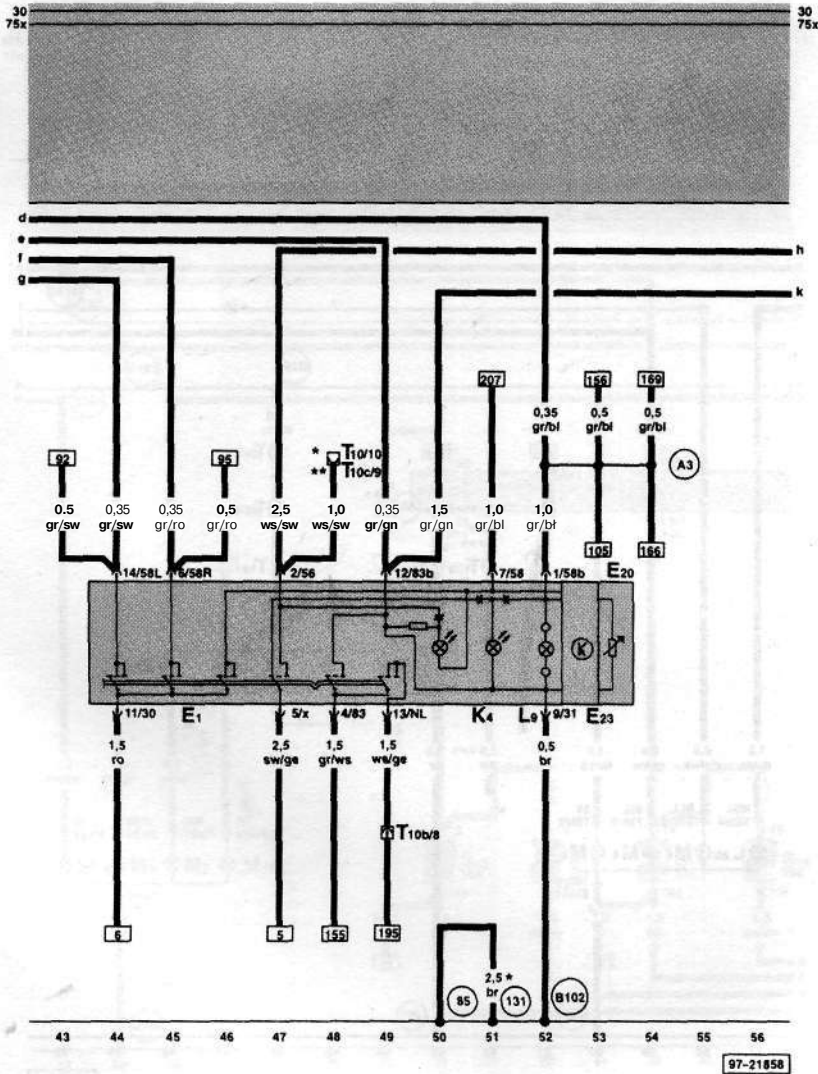 30 30
75x 75x
d
e
f
g
h
k
207 156 169
0,35 0,5 0,5
gr/bl gr/bl gr/bl
* T10/10
** T10c/9
92 95
A3
0.5 0,35 0,35 0,5 2,5 1,0 0,35 1,5 1,0 1,0
gr/sw gr/sw gr/ro gr/ro ws/sw ws/sw gr/gn gr/gn gr/bl gr/bl
105 166
14/58L 6/58R 2/56 12/83b 7/58 1/58b E20
K
11/30 E1 5/x 4/83 13/NL K4 L9 9/31 E23
1,5 2,5 1,5 1,5 0,5
ro sw/ge gr/ws ws/ge br
T10b/8
6 5 155 195
2,5 *
br
85 131 B102
43 44 45 46 47 48 49 50 51 52 53 54 55 56
97-21858